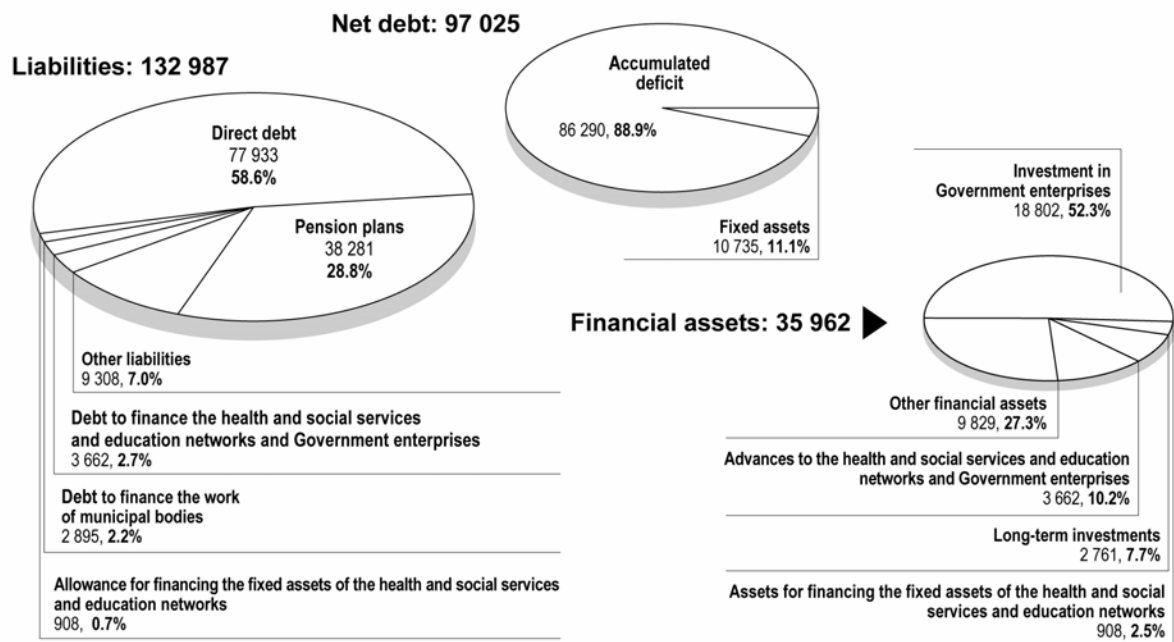 Net debt: 97 025
Accumulated
deficit
86 290, 88.9%
Fixed assets
10 735, 11.1%
Liabilities: 132 987
Direct debt
77 933
58.6%
Pension plans
38 281
28.8%
Other liabilities
9 308, 7.0%
Debt to finance the health and social services
and education networks and Government enterprises
3 662, 2.7%
Debt to finance the work
of municipal bodies
2 895, 2.2%
Allowance for financing the fixed assets of the health and social services
and education networks
908, 0.7%
Financial assets: 35 962
Investment in
Government enterprises
18 802, 52.3%
Other financial assets
9 829, 27.3%
Advances to the health and social services and education
networks and Government enterprises
3 662, 10.2%
Long-term investments
2 761, 7.7%
Assets for financing the fixed assets of the health and social
services and education networks
908, 2.5%